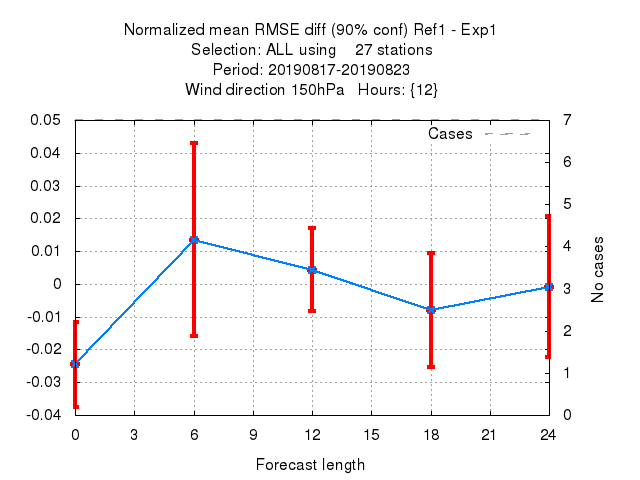 Normalized mean RMSE diff (90% conf) Ref1 - Exp1
Selection: ALL using 27 stations
Period: 20190817-20190823
Wind direction 150hPa Hours: {12}
Cases
0.05
0.04
0.03
0.02
0.01
0
-0.01
-0.02
-0.03
-0.04
7
6
5
4
3
2
1
0
No cases
0 3 6 9 12 15 18 21 24
Forecast length